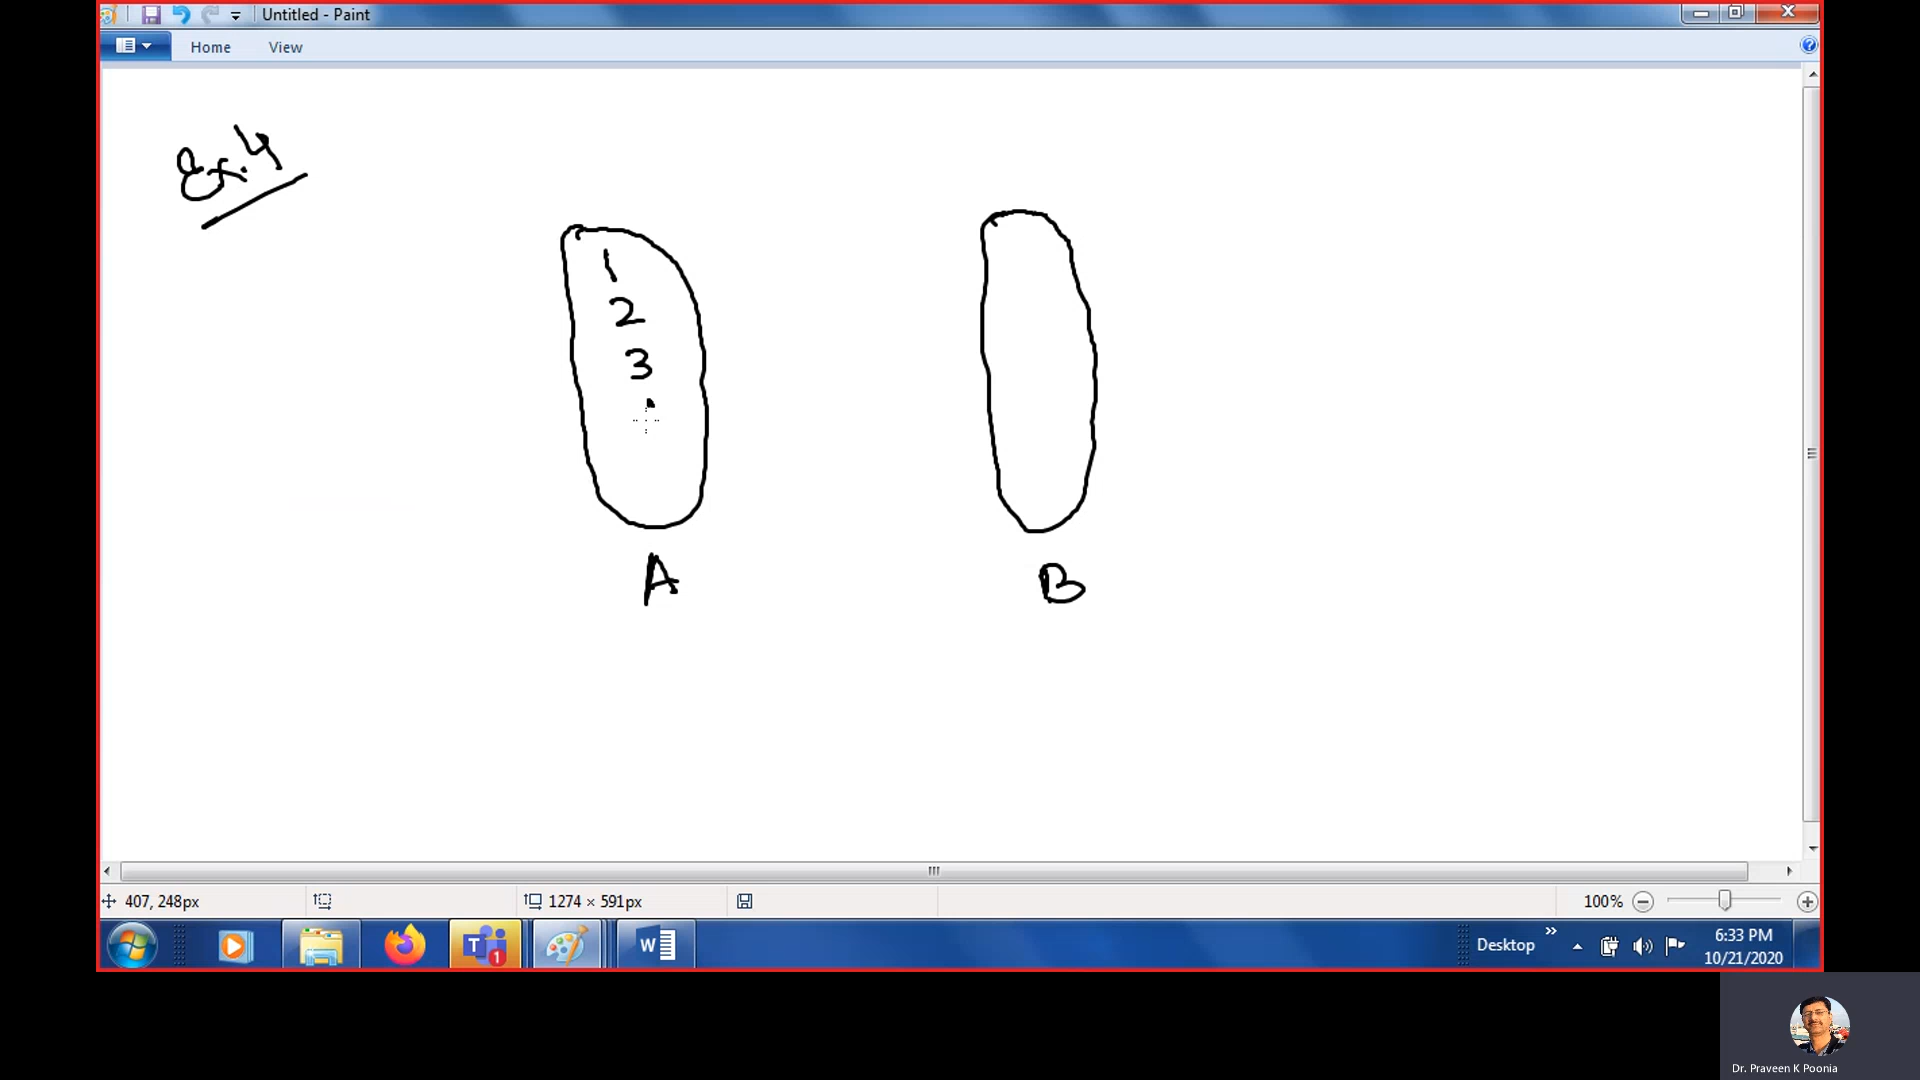 Untitled - Paint
Home View
Ex.4
1
2
3
A B
407, 248px 1274 × 591px 100%
T 1 W Desktop 6:33 PM
10/21/2020
Dr. Praveen K Poonia